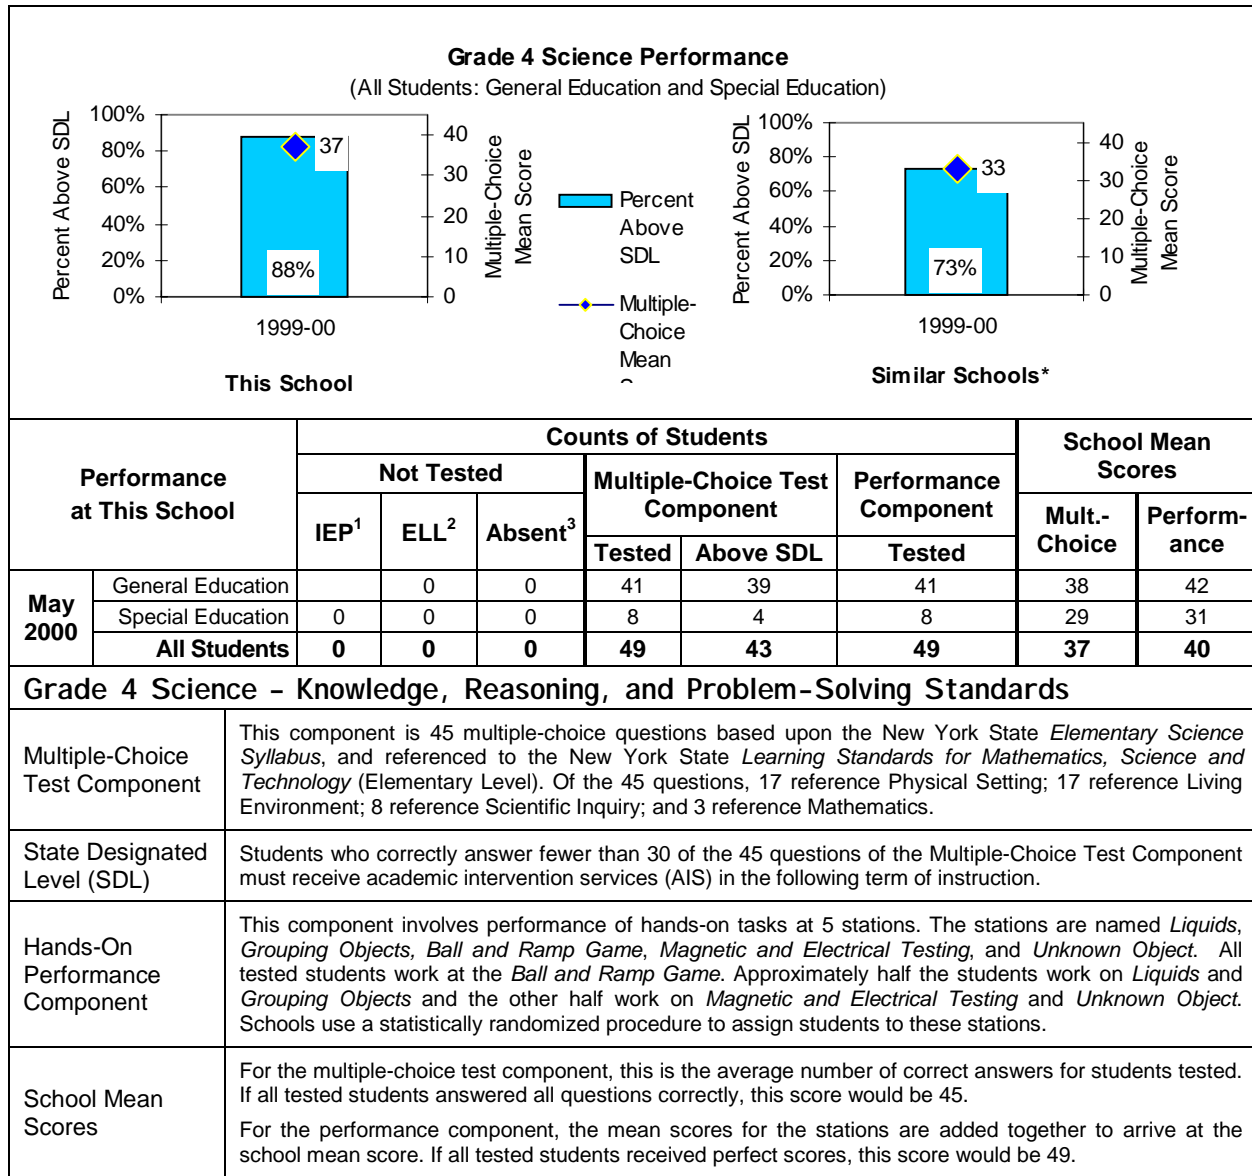 Grade 4 Science Performance
(All Students: General Education and Special Education)
Percent Above SDL
100%
80%
60%
40%
20%
0%
37
88%
40
30
20
10
0
Multiple-Choice
Mean Score
1999-00
This School
Percent
Above
SDL
Multiple-
Choice
Mean
Percent Above SDL
100%
80%
60%
40%
20%
0%
33
73%
40
30
20
10
0
Multiple-Choice
Mean Score
1999-00
Similar Schools*
Performance
at This School
Counts of Students
School Mean
Scores
Not Tested
Multiple-Choice Test
Component
Performance
Component
IEP¹ ELL² Absent³
Tested Above SDL Tested
Mult.-
Choice
Perform-
ance
May
2000
General Education 0 0 41 39 41 38 42
Special Education 0 0 0 8 4 8 29 31
All Students 0 0 0 49 43 49 37 40
Grade 4 Science – Knowledge, Reasoning, and Problem-Solving Standards
Multiple-Choice
Test Component
This component is 45 multiple-choice questions based upon the New York State Elementary Science
Syllabus, and referenced to the New York State Learning Standards for Mathematics, Science and
Technology (Elementary Level). Of the 45 questions, 17 reference Physical Setting; 17 reference Living
Environment; 8 reference Scientific Inquiry; and 3 reference Mathematics.
State Designated
Level (SDL)
Students who correctly answer fewer than 30 of the 45 questions of the Multiple-Choice Test Component
must receive academic intervention services (AIS) in the following term of instruction.
Hands-On
Performance
Component
This component involves performance of hands-on tasks at 5 stations. The stations are named Liquids,
Grouping Objects, Ball and Ramp Game, Magnetic and Electrical Testing, and Unknown Object. All
tested students work at the Ball and Ramp Game. Approximately half the students work on Liquids and
Grouping Objects and the other half work on Magnetic and Electrical Testing and Unknown Object.
Schools use a statistically randomized procedure to assign students to these stations.
School Mean
Scores
For the multiple-choice test component, this is the average number of correct answers for students tested.
If all tested students answered all questions correctly, this score would be 45.
For the performance component, the mean scores for the stations are added together to arrive at the
school mean score. If all tested students received perfect scores, this score would be 49.